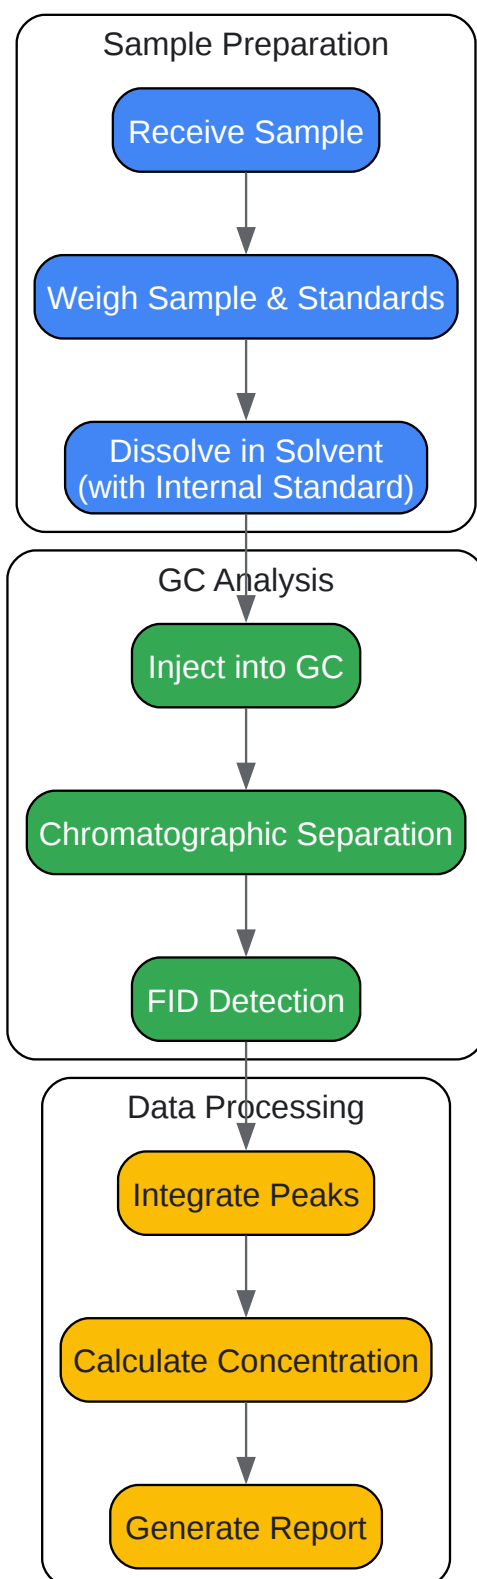 Sample Preparation
Receive Sample
Weigh Sample & Standards
Dissolve in Solvent
(with Internal Standard)
GC Analysis
Inject into GC
Chromatographic Separation
FID Detection
Data Processing
Integrate Peaks
Calculate Concentration
Generate Report